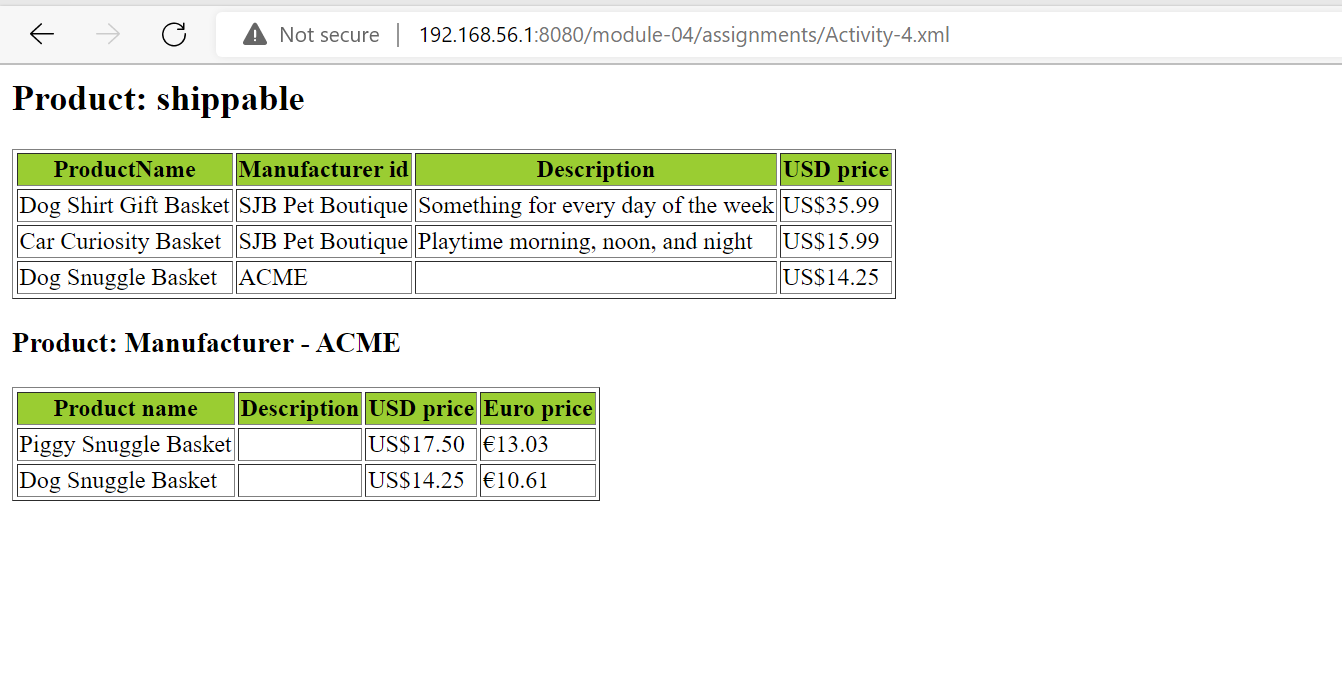 Not secure | 192.168.56.1:8080/module-04/assignments/Activity-4.xml
Product: shippable
ProductName Manufacturer id Description USD price
Dog Shirt Gift Basket SJB Pet Boutique Something for every day of the week US$35.99
Car Curiosity Basket SJB Pet Boutique Playtime morning, noon, and night US$15.99
Dog Snuggle Basket ACME US$14.25
Product: Manufacturer - ACME
Product name Description USD price Euro price
Piggy Snuggle Basket US$17.50 €13.03
Dog Snuggle Basket US$14.25 €10.61